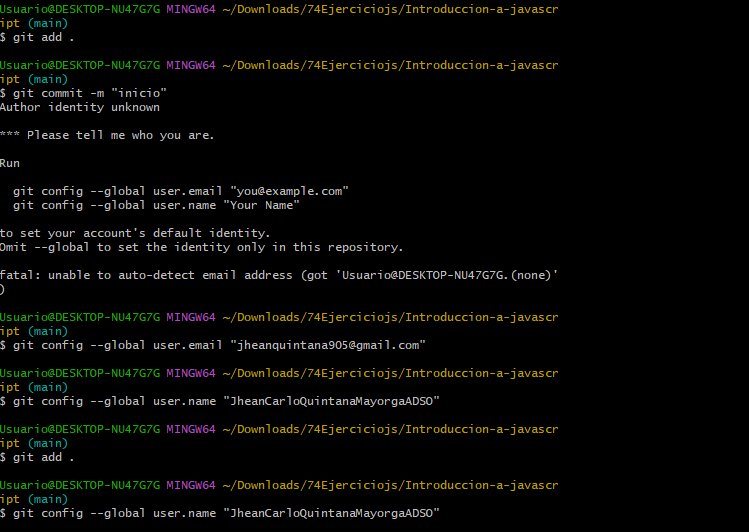 Usuario@DESKTOP-NU47G7G MINGW64 ~/Downloads/74Ejerciciojs/Introduccion-a-javascr
ipt (main)
$ git add .
Usuario@DESKTOP-NU47G7G MINGW64 ~/Downloads/74Ejerciciojs/Introduccion-a-javascr
ipt (main)
$ git commit -m "inicio"
Author identity unknown
*** Please tell me who you are.
Run
git config --global user.email "you@example.com"
git config --global user.name "Your Name"
to set your account's default identity.
Omit --global to set the identity only in this repository.
fatal: unable to auto-detect email address (got 'Usuario@DESKTOP-NU47G7G.(none)'
)
Usuario@DESKTOP-NU47G7G MINGW64 ~/Downloads/74Ejerciciojs/Introduccion-a-javascr
ipt (main)
$ git config --global user.email "jheanquintana905@gmail.com"
Usuario@DESKTOP-NU47G7G MINGW64 ~/Downloads/74Ejerciciojs/Introduccion-a-javascr
ipt (main)
$ git config --global user.name "JheanCarloQuintanaMayorgaADSO"
Usuario@DESKTOP-NU47G7G MINGW64 ~/Downloads/74Ejerciciojs/Introduccion-a-javascr
ipt (main)
$ git add .
Usuario@DESKTOP-NU47G7G MINGW64 ~/Downloads/74Ejerciciojs/Introduccion-a-javascr
ipt (main)
$ git config --global user.name "JheanCarloQuintanaMayorgaADSO"